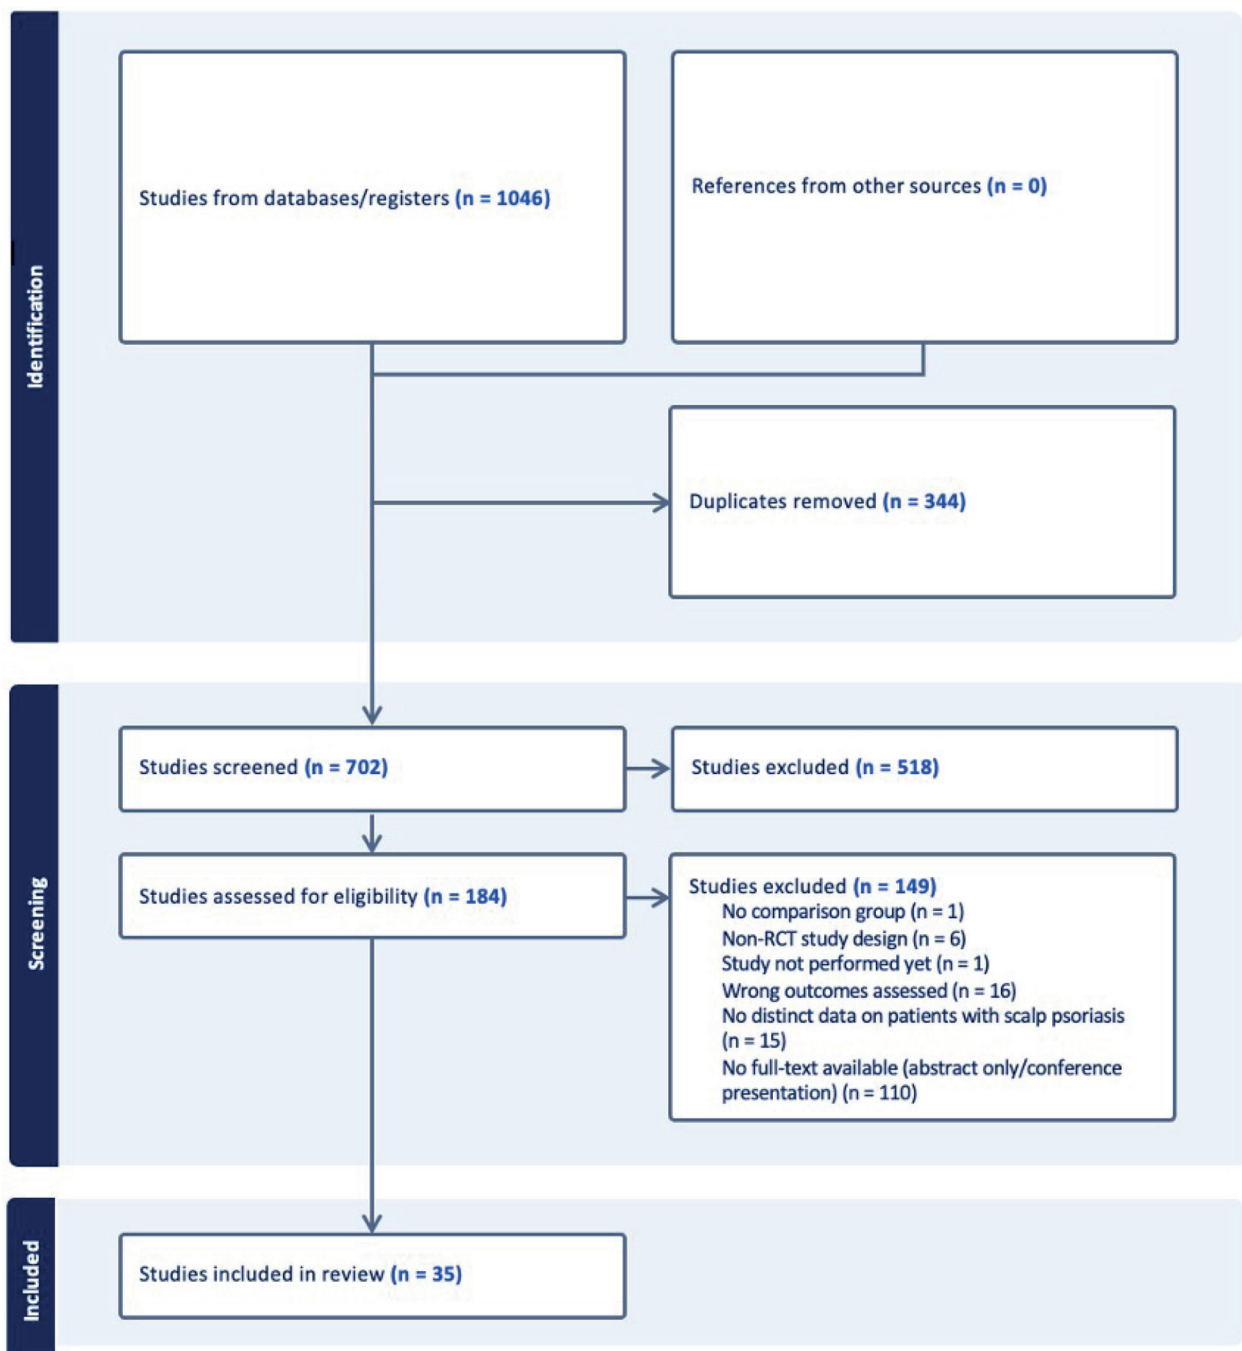 Identification
Studies from databases/registers (n = 1046)
References from other sources (n = 0)
Duplicates removed (n = 344)
Screening
Studies screened (n = 702)
Studies excluded (n = 518)
Studies assessed for eligibility (n = 184)
Studies excluded (n = 149)
No comparison group (n = 1)
Non-RCT study design (n = 6)
Study not performed yet (n = 1)
Wrong outcomes assessed (n = 16)
No distinct data on patients with scalp psoriasis
(n = 15)
No full-text available (abstract only/conference
presentation) (n = 110)
Included
Studies included in review (n = 35)